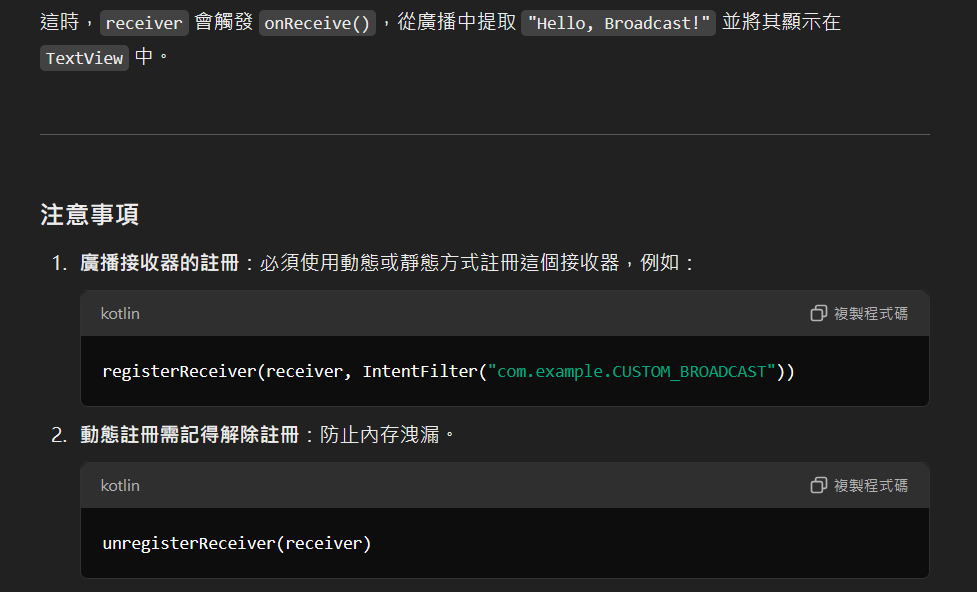 這時，receiver 會觸發 onReceive()，從廣播中提取 "Hello, Broadcast!" 並將其顯示在
TextView 中。
注意事項
1. 廣播接收器的註冊：必須使用動態或靜態方式註冊這個接收器，例如：
kotlin
複製程式碼
registerReceiver(receiver, IntentFilter("com.example.CUSTOM_BROADCAST"))
2. 動態註冊需記得解除註冊：防止內存洩漏。
kotlin
複製程式碼
unregisterReceiver(receiver)